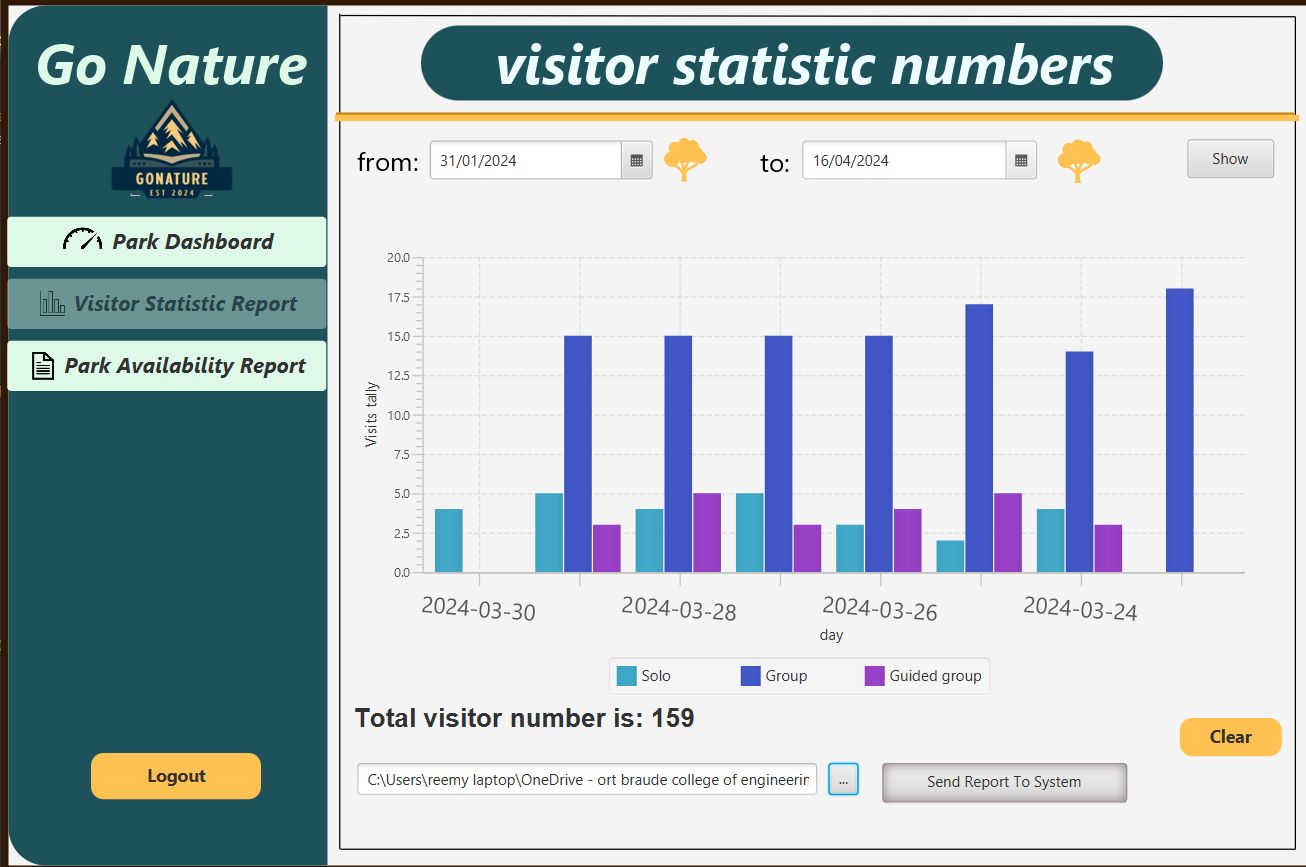 Go Nature
GONATURE
EST 2024
Park Dashboard
Visitor Statistic Report
Park Availability Report
Logout
visitor statistic numbers
from: 31/01/2024 to: 16/04/2024 Show
20.0
17.5
15.0
12.5
10.0
7.5
5.0
2.5
0.0
Visits tally
2024-03-30 2024-03-28 2024-03-26 2024-03-24
day
Solo Group Guided group
Total visitor number is: 159
Clear
C:\Users\reemy laptop\OneDrive - ort braude college of engineerin ... Send Report To System